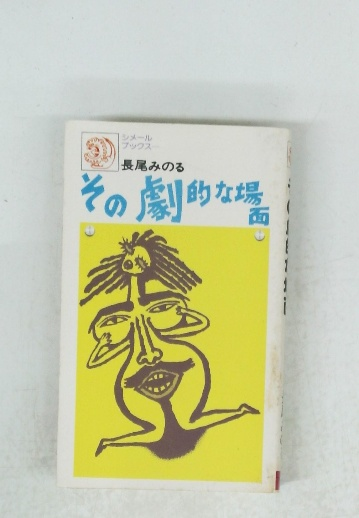 シメール
ブックス
長尾みのる
その劇的な場面